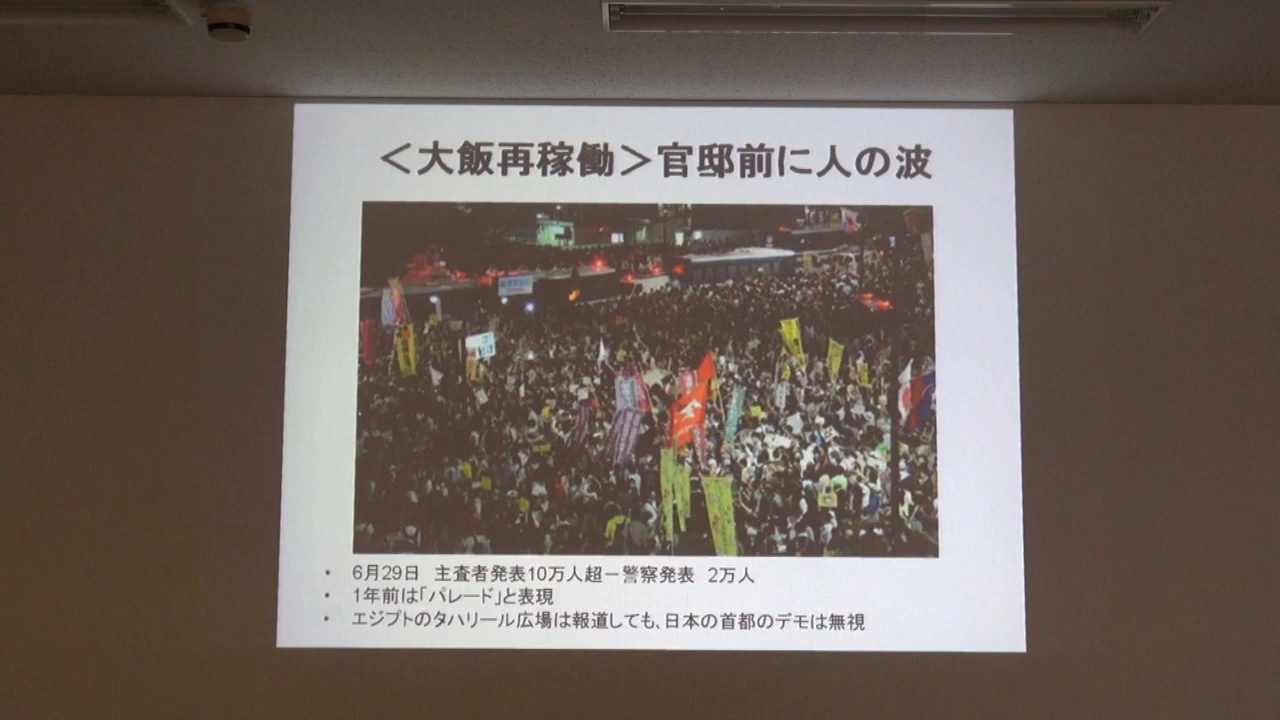 ＜大飯再稼働＞官邸前に人の波
全
• 6月29日　主査者発表10万人超－警察発表　2万人
• 1年前は「パレード」と表現
• エジプトのタハリール広場は報道しても、日本の首都のデモは無視